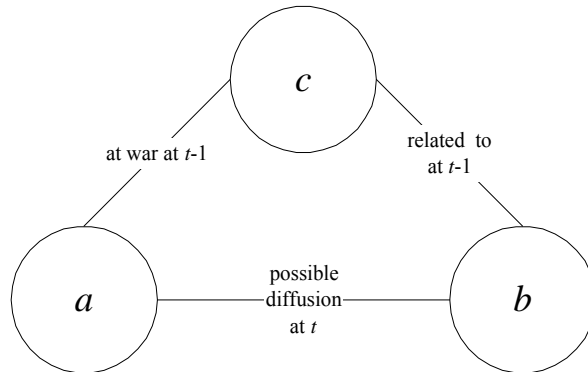 c
at war at t-1
related to
at t-1
a
possible
diffusion
at t
b